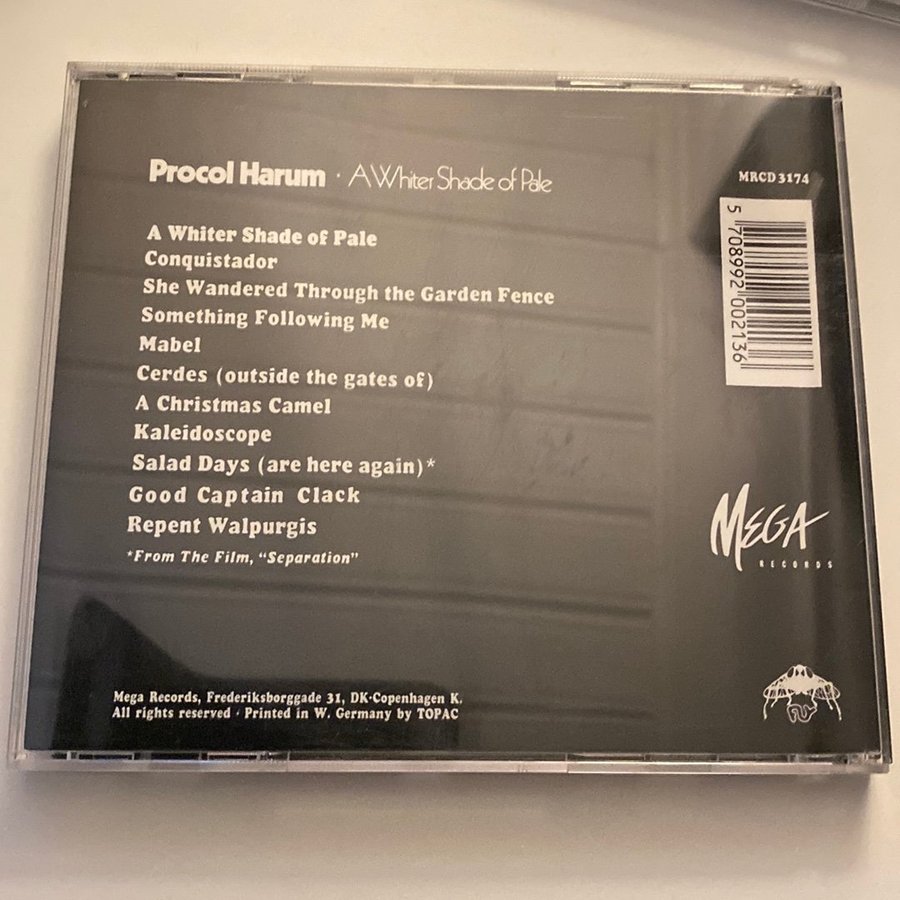 Procol Harum · A Whiter Shade of Pale
MRCD 3174
5 708992 002136
A Whiter Shade of Pale
Conquistador
She Wandered Through the Garden Fence
Something Following Me
Mabel
Cerdes (outside the gates of)
A Christmas Camel
Kaleidoscope
Salad Days (are here again)*
Good Captain Clack
Repent Walpurgis
*From The Film, “Separation”
MEGA
RECORDS
Mega Records, Frederiksborggade 31, DK-Copenhagen K.
All rights reserved · Printed in W. Germany by TOPAC